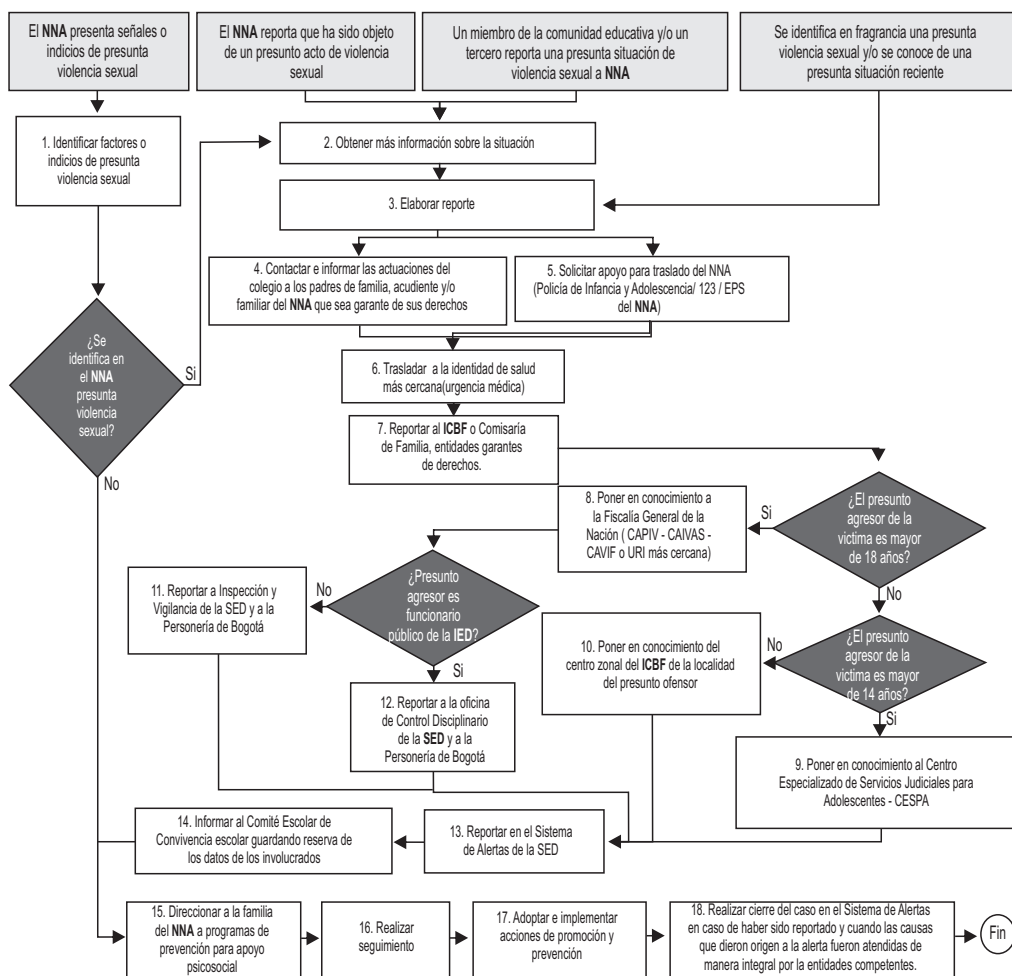 El NNA presenta señales o
indicios de presunta
violencia sexual
El NNA reporta que ha sido objeto
de un presunto acto de violencia
sexual
Un miembro de la comunidad educativa y/o un
tercero reporta una presunta situación de
violencia sexual a NNA
Se identifica en fragrancia una presunta
violencia sexual y/o se conoce de una
presunta situación reciente
1. Identificar factores o
indicios de presunta
violencia sexual
2. Obtener más información sobre la situación
3. Elaborar reporte
4. Contactar e informar las actuaciones del
colegio a los padres de familia, acudiente y/o
familiar del NNA que sea garante de sus derechos
5. Solicitar apoyo para traslado del NNA
(Policía de Infancia y Adolescencia/ 123 / EPS
del NNA)
¿Se
identifica en
el NNA
presunta
violencia
sexual?
Si
No
6. Trasladar a la identidad de salud
más cercana(urgencia médica)
7. Reportar al ICBF o Comisaría
de Familia, entidades garantes
de derechos.
¿El presunto
agresor de la
victima es mayor
de 18 años?
Si
No
8. Poner en conocimiento a
la Fiscalía General de la
Nación ( CAPIV - CAIVAS -
CAVIF o URI más cercana)
¿Presunto
agresor es
funcionario
público de la IED?
No
Si
11. Reportar a Inspección y
Vigilancia de la SED y a la
Personería de Bogotá
10. Poner en conocimiento del
centro zonal del ICBF de la localidad
del presunto ofensor
¿El presunto
agresor de la
victima es mayor
de 14 años?
No
Si
12. Reportar a la oficina
de Control Disciplinario
de la SED y a la
Personería de Bogotá
9. Poner en conocimiento al Centro
Especializado de Servicios Judiciales para
Adolescentes - CESPA
14. Informar al Comité Escolar de
Convivencia escolar guardando reserva de
los datos de los involucrados
13. Reportar en el Sistema
de Alertas de la SED
15. Direccionar a la familia
del NNA a programas de
prevención para apoyo
psicosocial
16. Realizar
seguimiento
17. Adoptar e implementar
acciones de promoción y
prevención
18. Realizar cierre del caso en el Sistema de Alertas
en caso de haber sido reportado y cuando las causas
que dieron origen a la alerta fueron atendidas de
manera integral por la entidades competentes.
Fin